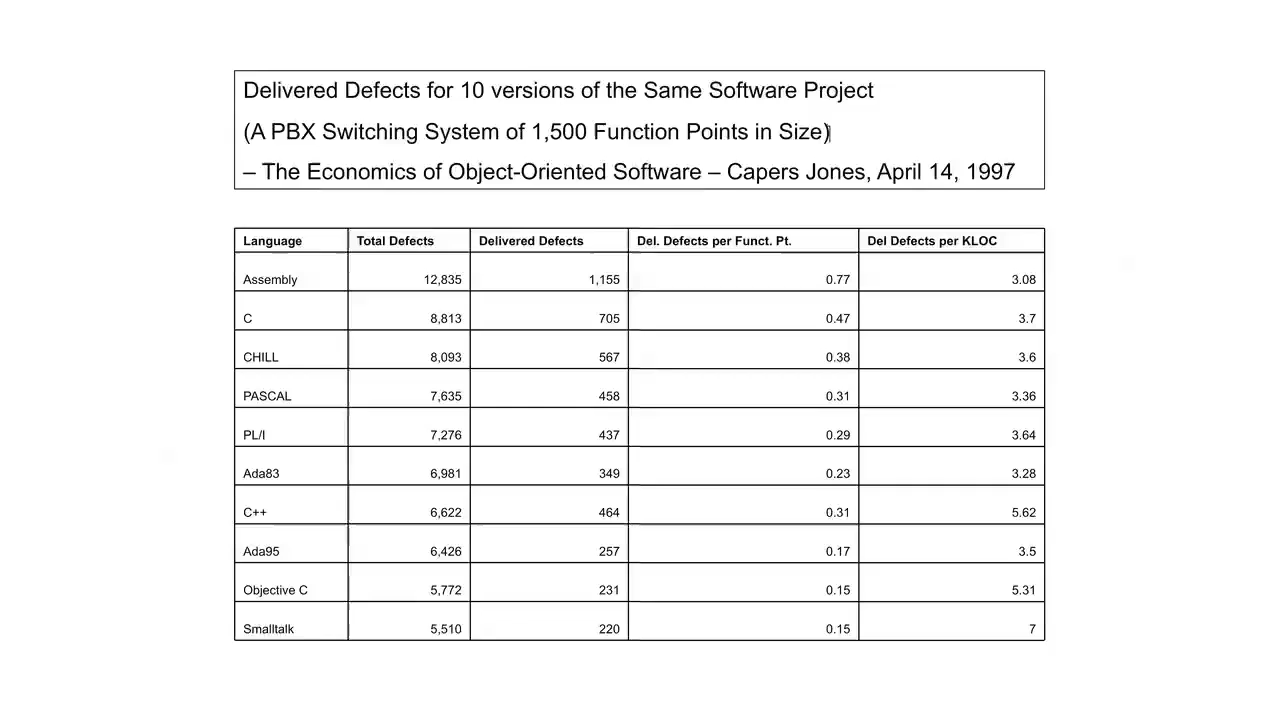 Delivered Defects for 10 versions of the Same Software Project
(A PBX Switching System of 1,500 Function Points in Size)
– The Economics of Object-Oriented Software – Capers Jones, April 14, 1997
Language Total Defects Delivered Defects Del. Defects per Funct. Pt. Del Defects per KLOC
Assembly 12,835 1,155 0.77 3.08
C 8,813 705 0.47 3.7
CHILL 8,093 567 0.38 3.6
PASCAL 7,635 458 0.31 3.36
PL/I 7,276 437 0.29 3.64
Ada83 6,981 349 0.23 3.28
C++ 6,622 464 0.31 5.62
Ada95 6,426 257 0.17 3.5
Objective C 5,772 231 0.15 5.31
Smalltalk 5,510 220 0.15 7